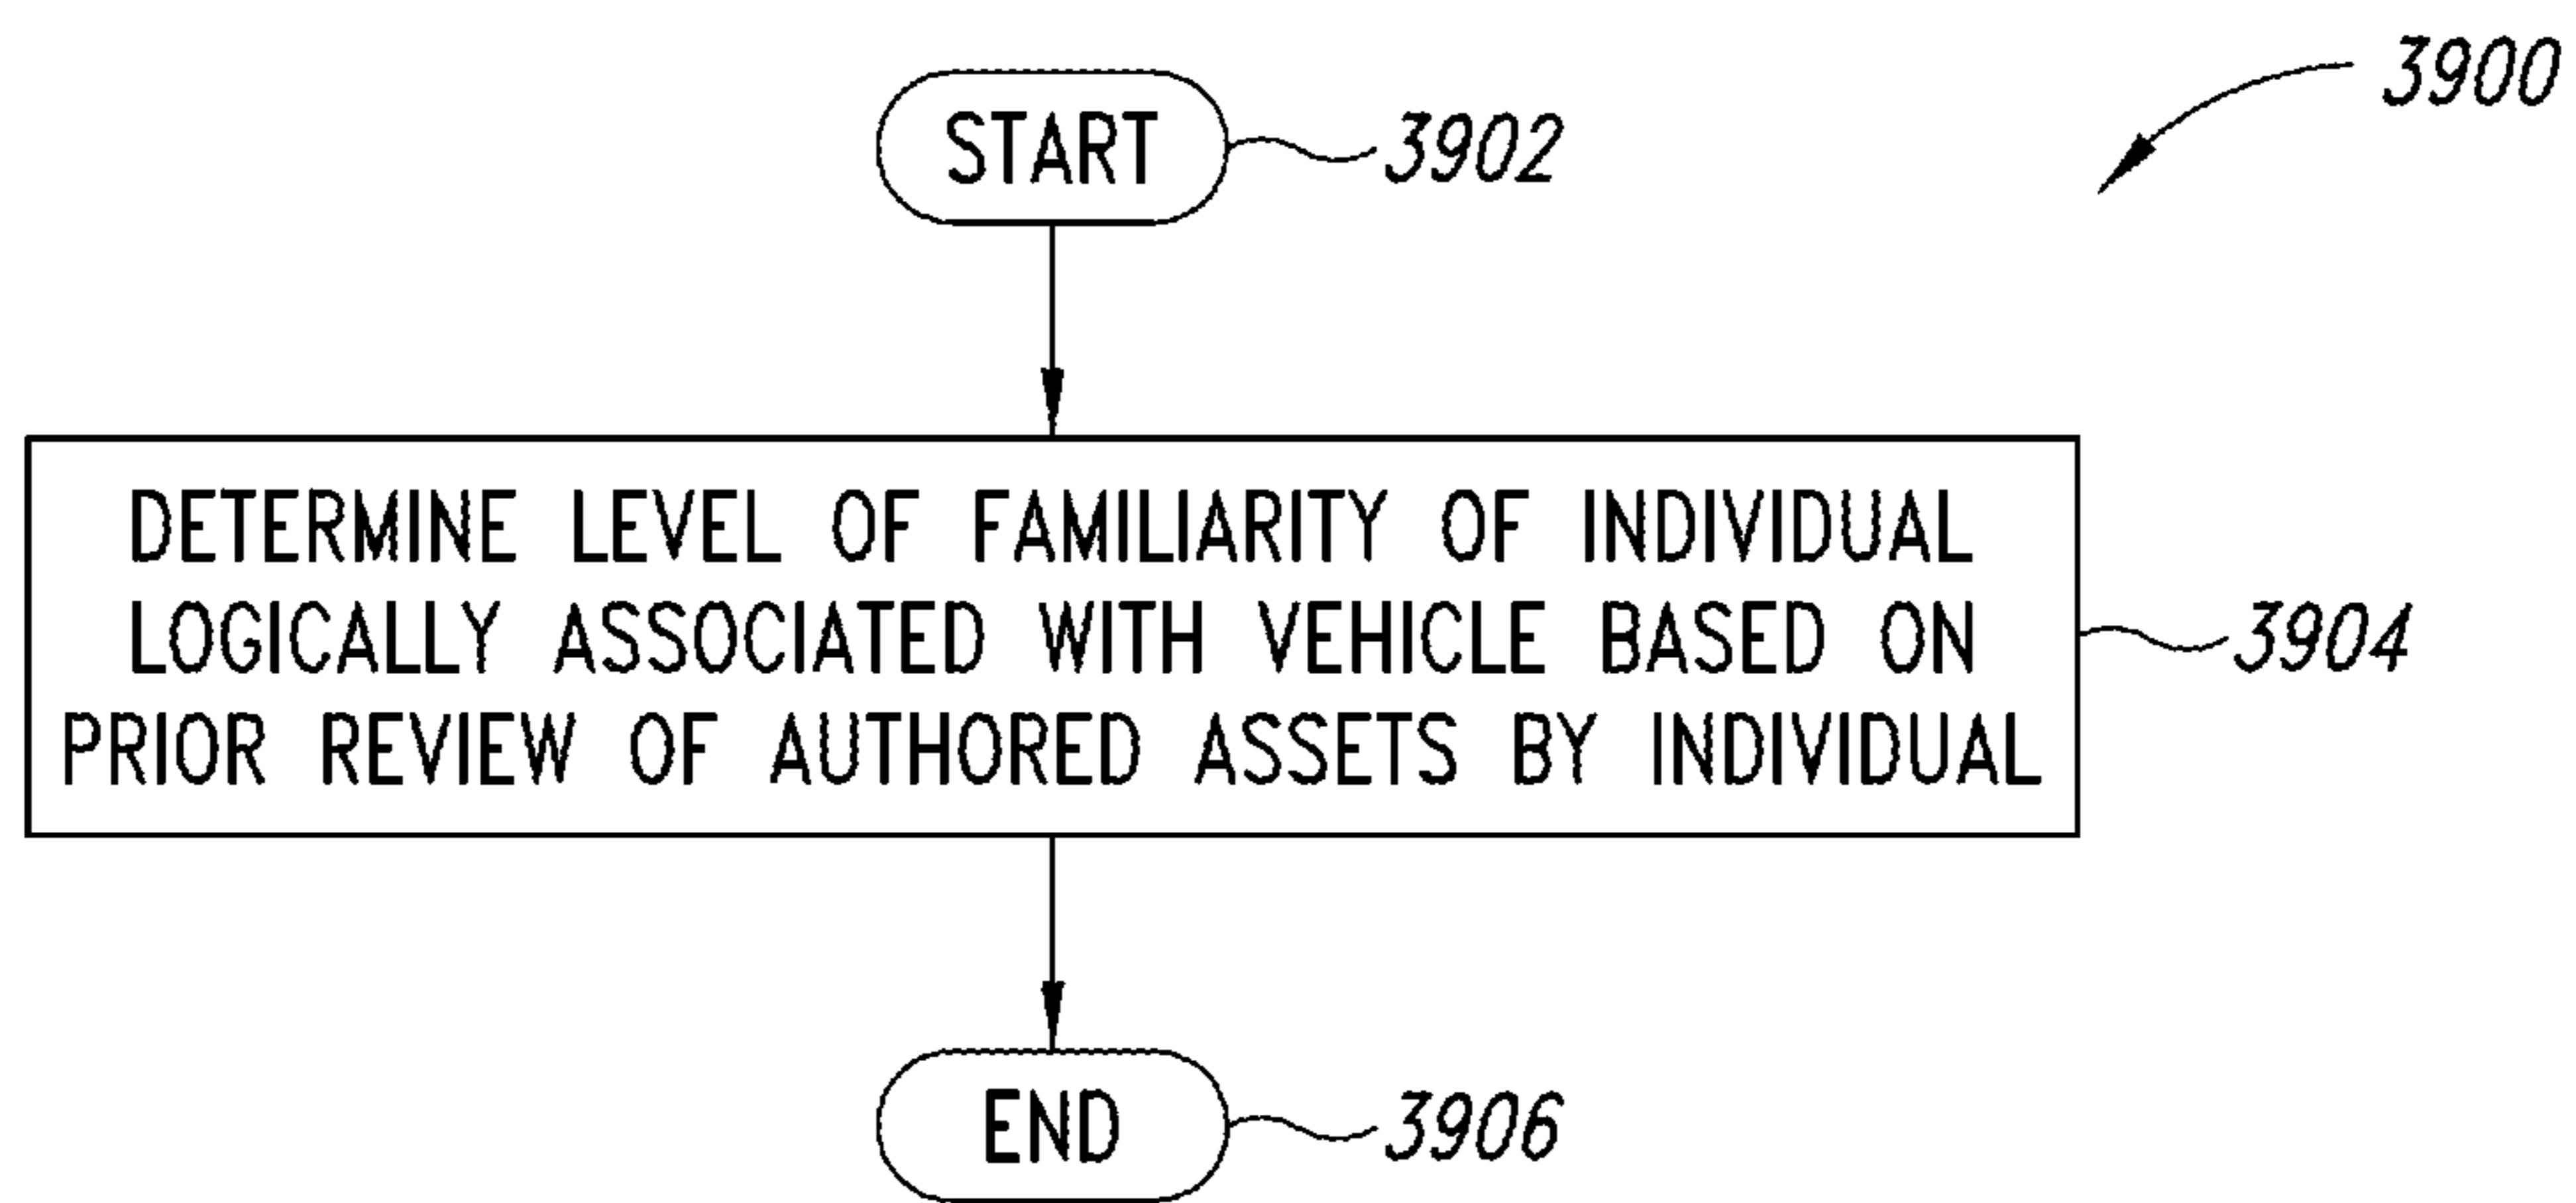 3900
START
3902
DETERMINE LEVEL OF FAMILIARITY OF INDIVIDUAL
LOGICALLY ASSOCIATED WITH VEHICLE BASED ON
PRIOR REVIEW OF AUTHORED ASSETS BY INDIVIDUAL
3904
END
3906